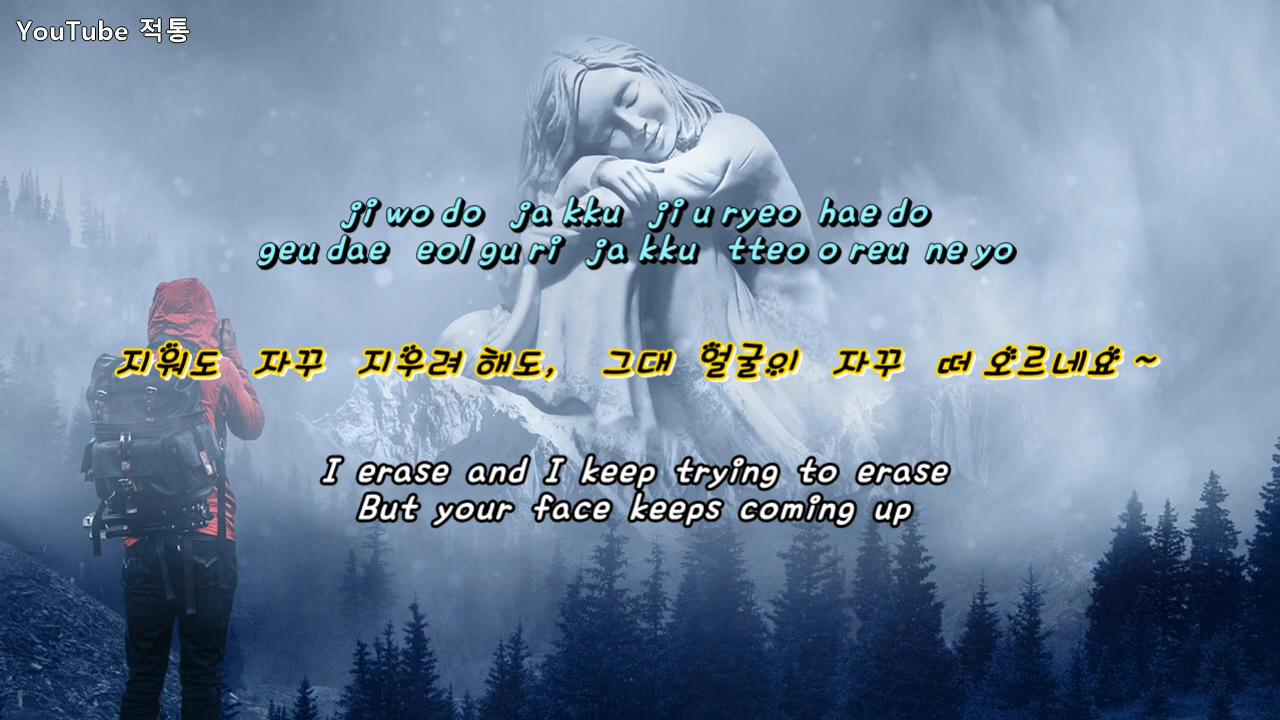 YouTube 적통
ji wo do ja kku ji u ryeo hae do
geu dae eol gu ri ja kku tteo o reu ne yo
지워도 자꾸 지우려 해도, 그대 얼굴이 자꾸 떠 오르네요 ~
I erase and I keep trying to erase
But your face keeps coming up